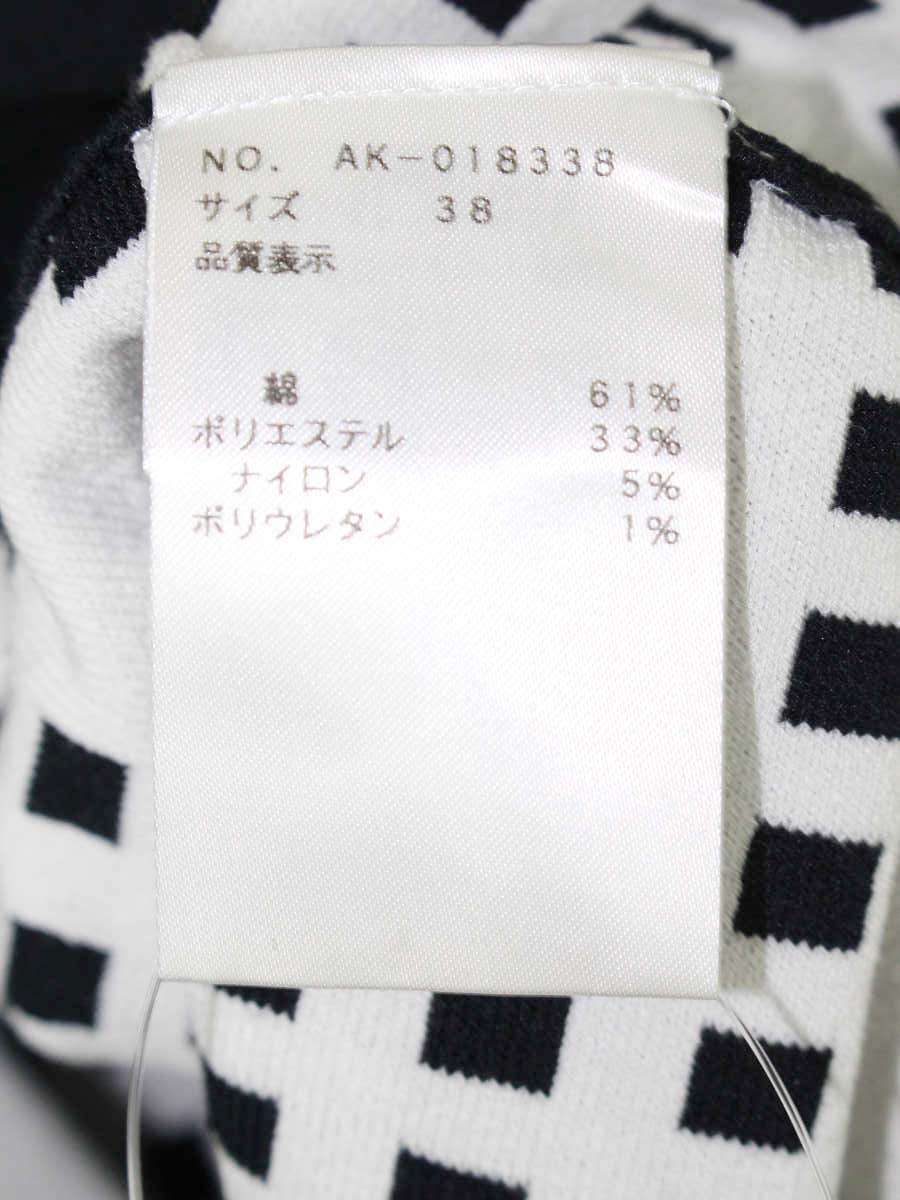 NO. AK-018338
サイズ 38
品質表示
綿 61%
ポリエステル 33%
ナイロン 5%
ポリウレタン 1%